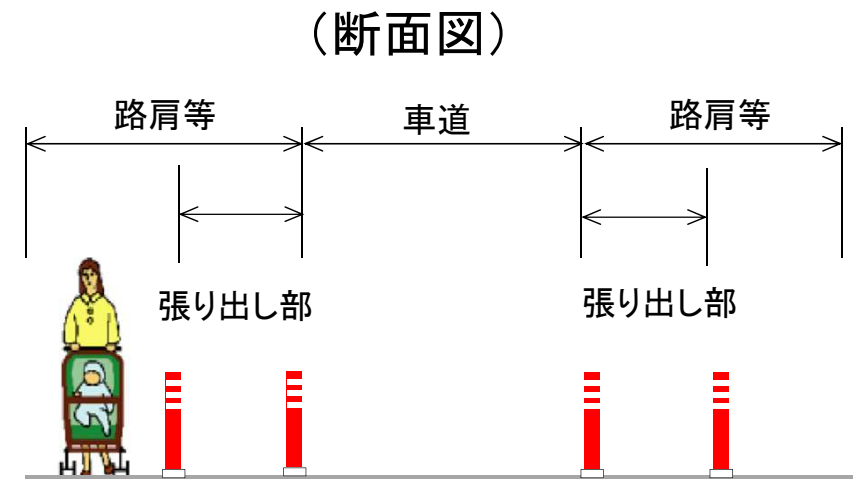 （断面図）
路肩等
車道
路肩等
張り出し部
張り出し部